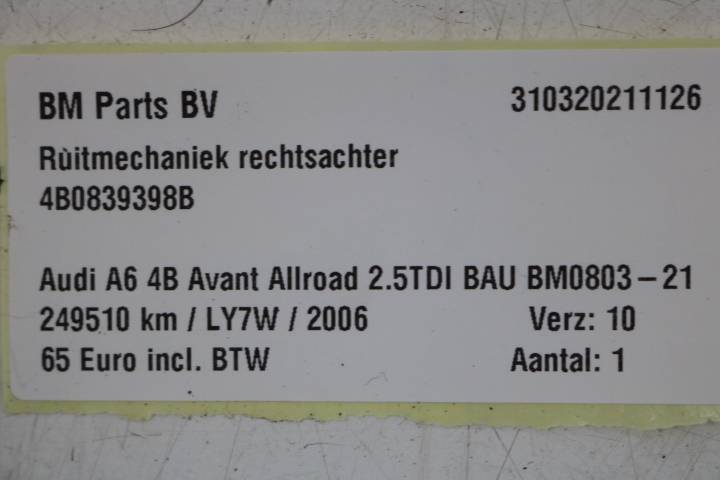 BM Parts BV 310320211126
Rùitmechaniek rechtsachter
4B0839398B
Audi A6 4B Avant Allroad 2.5TDI BAU BM0803-21
249510 km / LY7W / 2006 Verz: 10
65 Euro incl. BTW Aantal: 1